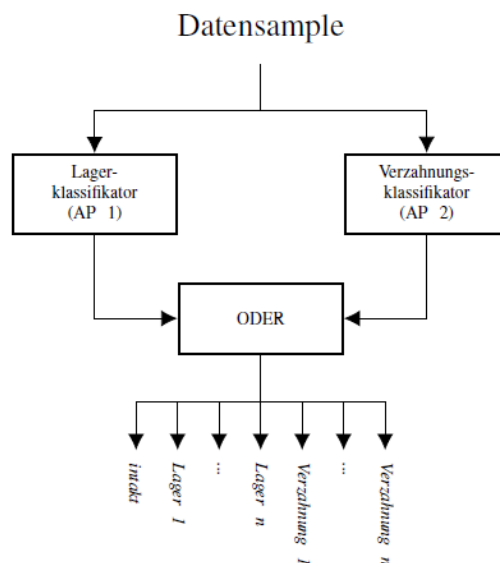 Datensample
Lager-
klassifikator
(AP 1)
Verzahnungs-
klassifikator
(AP 2)
ODER
intakt
Lager 1
...
Lager n
Verzahnung 1
...
Verzahnung n